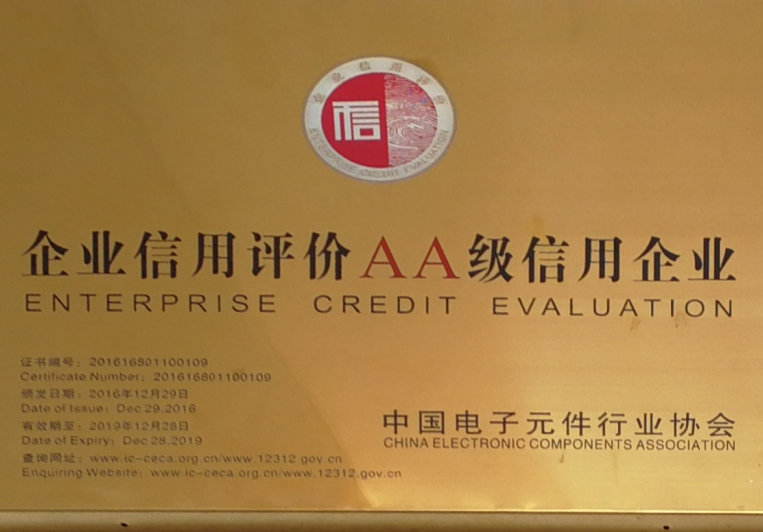 企业信用评价
信
ENTERPRISE CREDIT EVALUATION
企业信用评价AA级信用企业
ENTERPRISE CREDIT EVALUATION
证书编号：201616801100109
Certificate Number：201616801100109
颁发日期：2016年12月29日
Date of Issue：Dec 29,2016
有效期至：2019年12月28日
Date of Expiry：Dec 28,2019
查询网址：www.ic-ceca.org.cn/www.12312.gov.cn
Enquiring Website：www.ic-ceca.org.cn/www.12312.gov.cn
中国电子元件行业协会
CHINA ELECTRONIC COMPONENTS ASSOCIATION